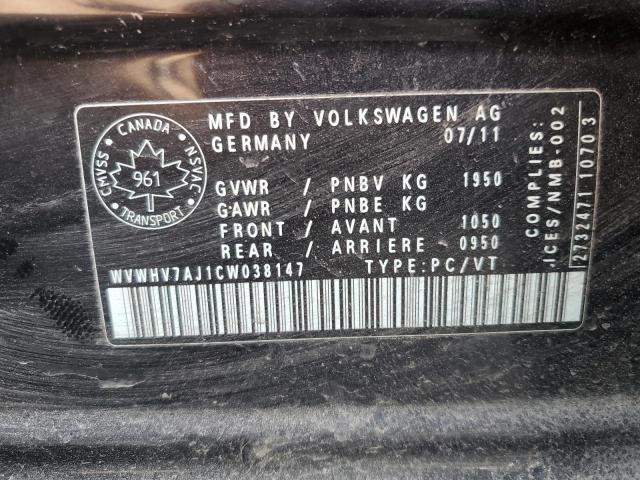 CMVSS CANADA NSVAC TRANSPORT
961
MFD BY VOLKSWAGEN AG
GERMANY 07/11
GVWR / PNBV KG 1950
GAWR / PNBE KG
FRONT / AVANT 1050
REAR / ARRIERE 0950
WVWHV7AJ1CW038147 TYPE: PC/VT
COMPLIES:
ICES/NMB-002
2732471 10703